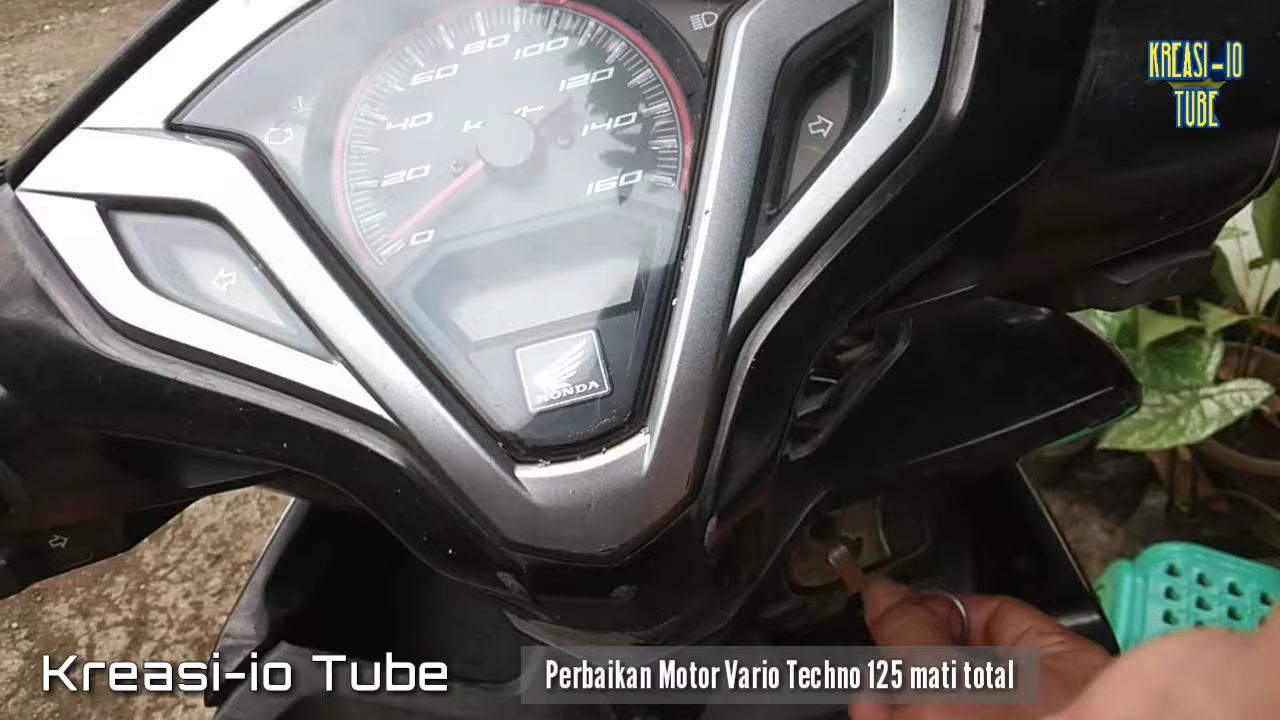 KREASI-IO
TUBE
80
100
60
120
40
140
20
160
0
HONDA
Kreasi-io Tube
Perbaikan Motor Vario Techno 125 mati total